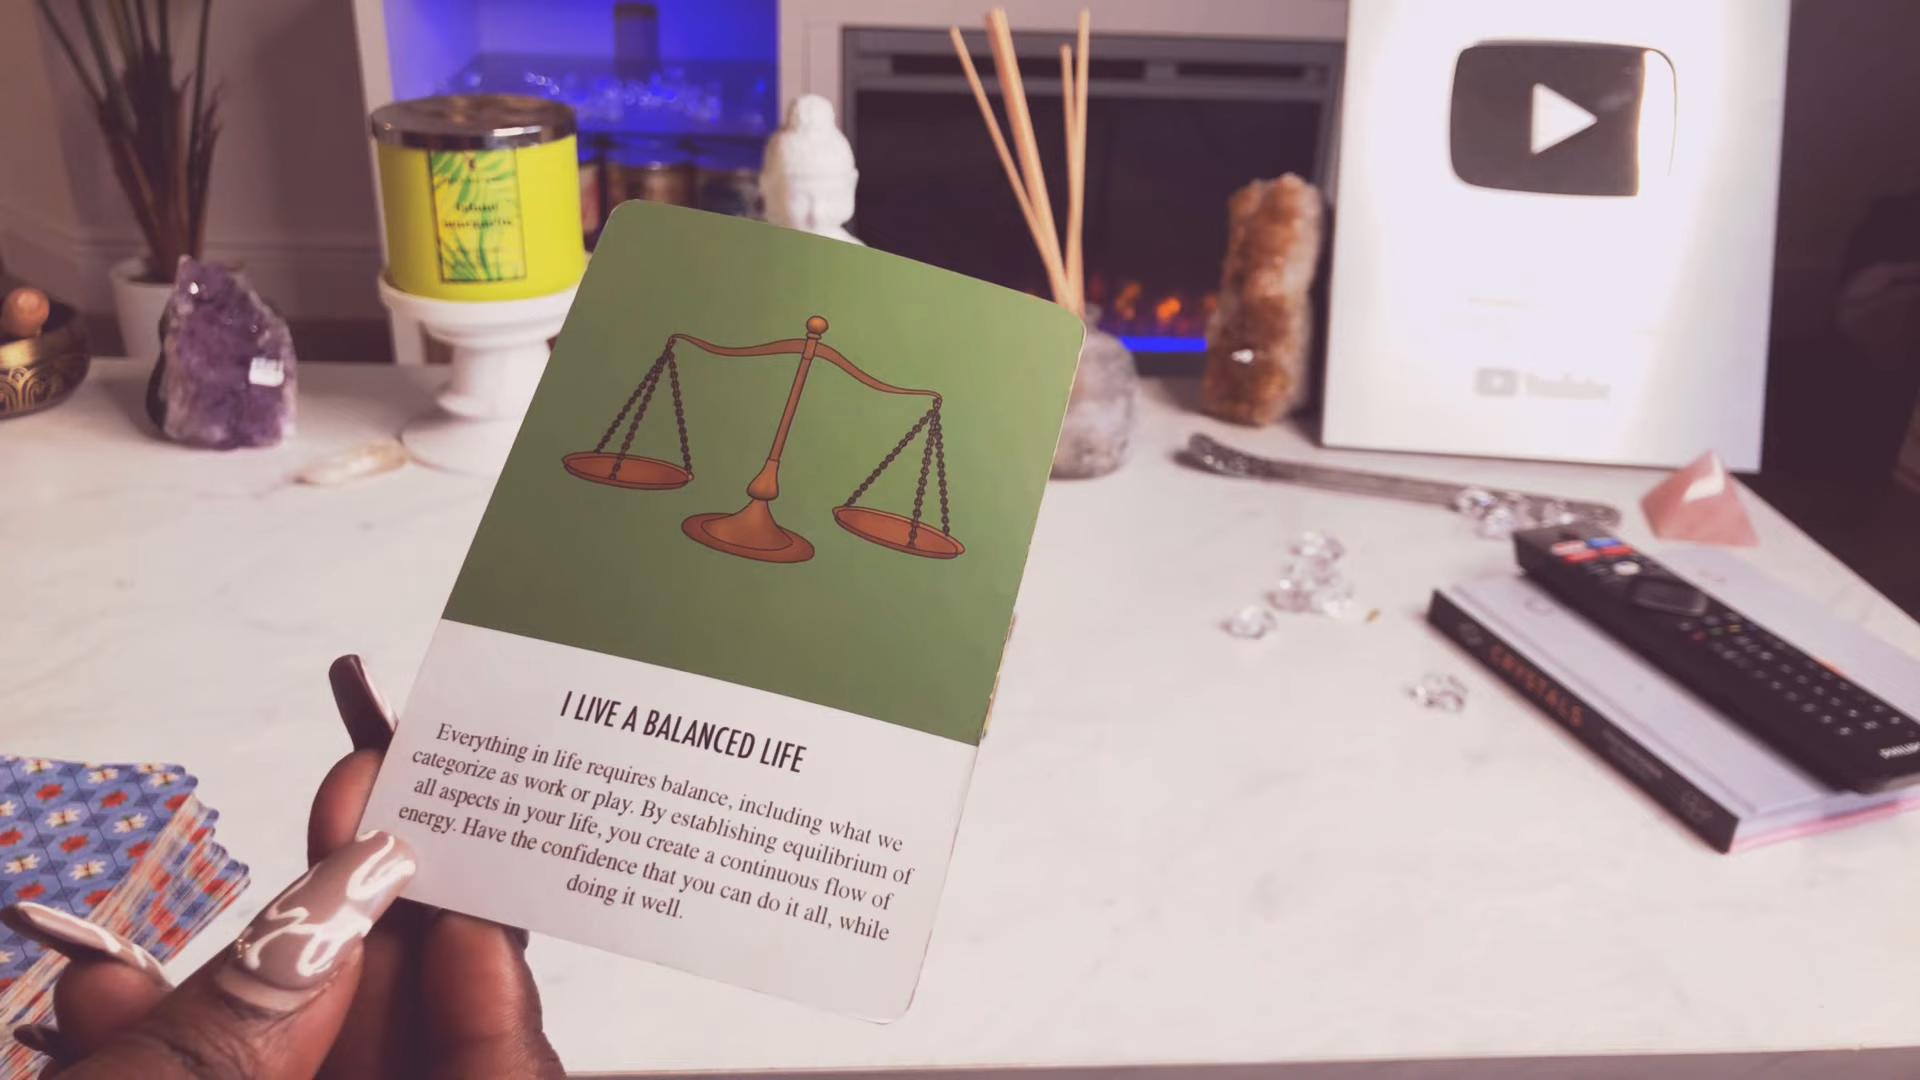 I LIVE A BALANCED LIFE
Everything in life requires balance, including what we
categorize as work or play. By establishing equilibrium of
all aspects in your life, you create a continuous flow of
energy. Have the confidence that you can do it all, while
doing it well.
CRYSTALS